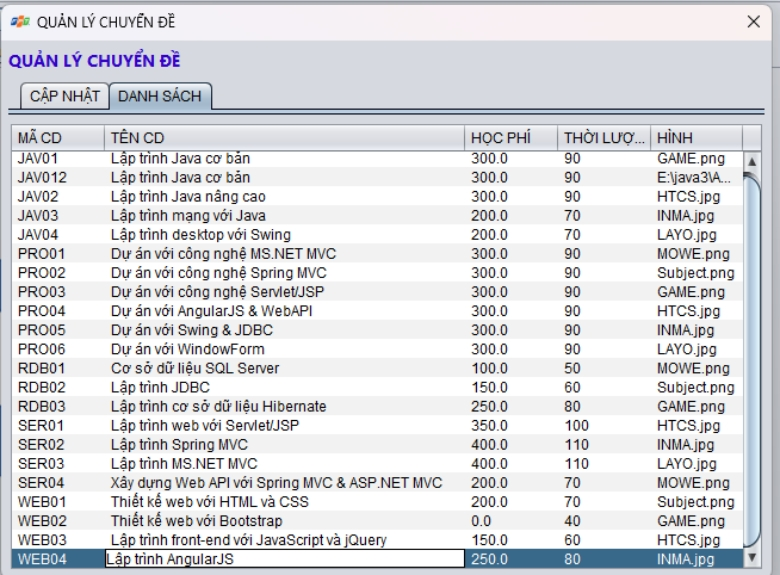 QUẢN LÝ CHUYÊN ĐỀ
QUẢN LÝ CHUYÊN ĐỀ
CẬP NHẬT DANH SÁCH
MÃ CD TÊN CD HỌC PHÍ THỜI LƯỢ... HÌNH
JAV01 Lập trình Java cơ bản 300.0 90 GAME.png
JAV012 Lập trình Java cơ bản 300.0 90 E:\java3\A...
JAV02 Lập trình Java nâng cao 300.0 90 HTCS.jpg
JAV03 Lập trình mạng với Java 200.0 70 INMA.jpg
JAV04 Lập trình desktop với Swing 200.0 70 LAYO.jpg
PRO01 Dự án với công nghệ MS.NET MVC 300.0 90 MOWE.png
PRO02 Dự án với công nghệ Spring MVC 300.0 90 Subject.png
PRO03 Dự án với công nghệ Servlet/JSP 300.0 90 GAME.png
PRO04 Dự án với AngularJS & WebAPI 300.0 90 HTCS.jpg
PRO05 Dự án với Swing & JDBC 300.0 90 INMA.jpg
PRO06 Dự án với WindowForm 300.0 90 LAYO.jpg
RDB01 Cơ sở dữ liệu SQL Server 100.0 50 MOWE.png
RDB02 Lập trình JDBC 150.0 60 Subject.png
RDB03 Lập trình cơ sở dữ liệu Hibernate 250.0 80 GAME.png
SER01 Lập trình web với Servlet/JSP 350.0 100 HTCS.jpg
SER02 Lập trình Spring MVC 400.0 110 INMA.jpg
SER03 Lập trình MS.NET MVC 400.0 110 LAYO.jpg
SER04 Xây dựng Web API với Spring MVC & ASP.NET MVC 200.0 70 MOWE.png
WEB01 Thiết kế web với HTML và CSS 200.0 70 Subject.png
WEB02 Thiết kế web với Bootstrap 0.0 40 GAME.png
WEB03 Lập trình front-end với JavaScript và jQuery 150.0 60 HTCS.jpg
WEB04 Lập trình AngularJS 250.0 80 INMA.jpg